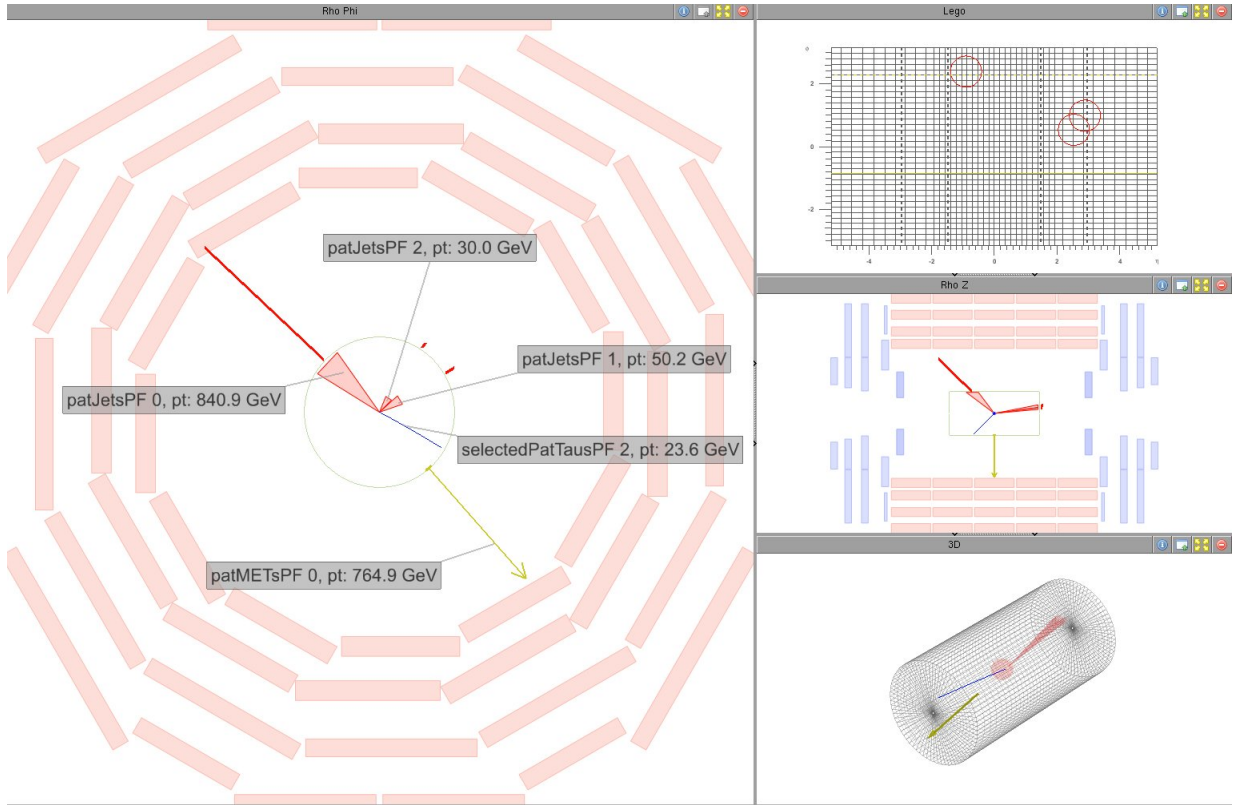 Rho Phi
patJetsPF 2, pt: 30.0 GeV
patJetsPF 1, pt: 50.2 GeV
patJetsPF 0, pt: 840.9 GeV
selectedPatTausPF 2, pt: 23.6 GeV
patMETsPF 0, pt: 764.9 GeV
Lego
2
0
-2
-4
-2
0
2
4
Rho Z
3D